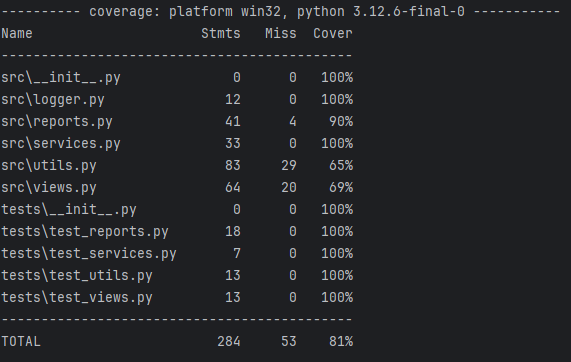 ---------- coverage: platform win32, python 3.12.6-final-0 -----------
Name                     Stmts   Miss  Cover
--------------------------------------------
src\__init__.py              0      0   100%
src\logger.py               12      0   100%
src\reports.py              41      4    90%
src\services.py             33      0   100%
src\utils.py                83     29    65%
src\views.py                64     20    69%
tests\__init__.py            0      0   100%
tests\test_reports.py       18      0   100%
tests\test_services.py       7      0   100%
tests\test_utils.py         13      0   100%
tests\test_views.py         13      0   100%
--------------------------------------------
TOTAL                      284     53    81%